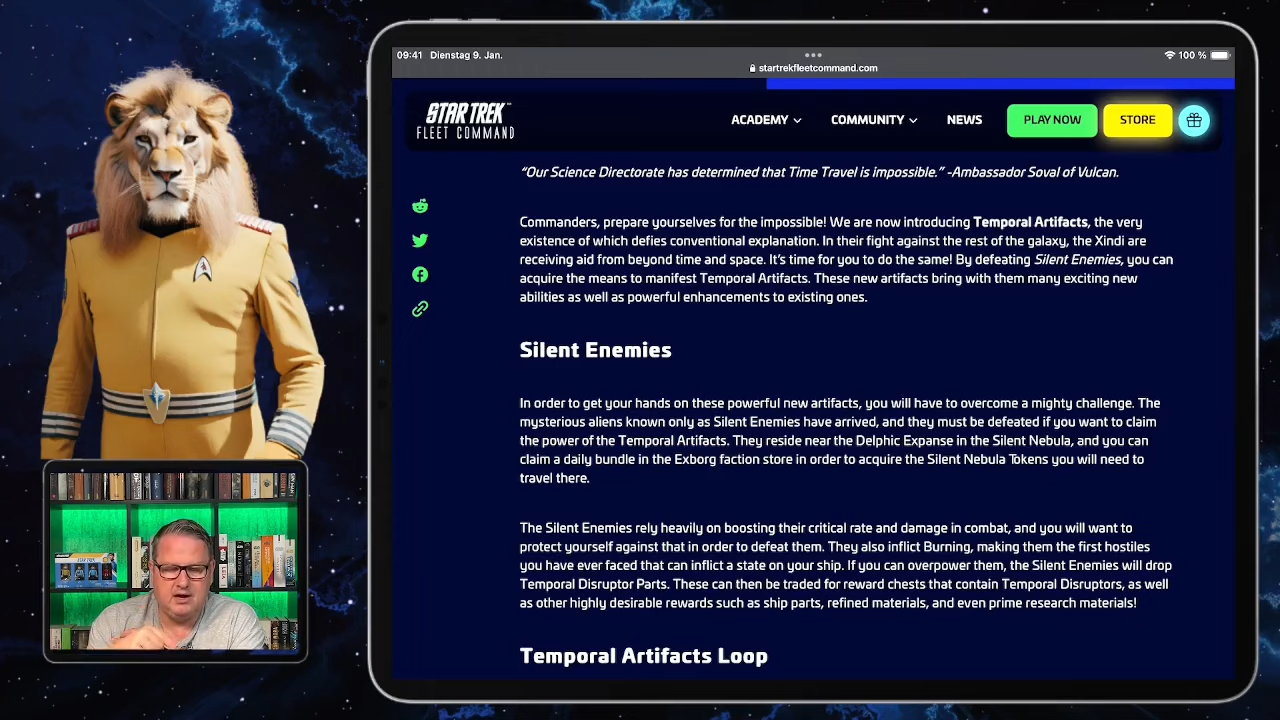 09:41 Dienstag 9. Jan.
100 %
startrekfleetcommand.com
STAR TREK
FLEET COMMAND
ACADEMY
COMMUNITY
NEWS
PLAY NOW
STORE
“Our Science Directorate has determined that Time Travel is impossible.” -Ambassador Soval of Vulcan.
Commanders, prepare yourselves for the impossible! We are now introducing Temporal Artifacts, the very
existence of which defies conventional explanation. In their fight against the rest of the galaxy, the Xindi are
receiving aid from beyond time and space. It’s time for you to do the same! By defeating Silent Enemies, you can
acquire the means to manifest Temporal Artifacts. These new artifacts bring with them many exciting new
abilities as well as powerful enhancements to existing ones.
Silent Enemies
In order to get your hands on these powerful new artifacts, you will have to overcome a mighty challenge. The
mysterious aliens known only as Silent Enemies have arrived, and they must be defeated if you want to claim
the power of the Temporal Artifacts. They reside near the Delphic Expanse in the Silent Nebula, and you can
claim a daily bundle in the Exborg faction store in order to acquire the Silent Nebula Tokens you will need to
travel there.
The Silent Enemies rely heavily on boosting their critical rate and damage in combat, and you will want to
protect yourself against that in order to defeat them. They also inflict Burning, making them the first hostiles
you have ever faced that can inflict a state on your ship. If you can overpower them, the Silent Enemies will drop
Temporal Disruptor Parts. These can then be traded for reward chests that contain Temporal Disruptors, as well
as other highly desirable rewards such as ship parts, refined materials, and even prime research materials!
Temporal Artifacts Loop